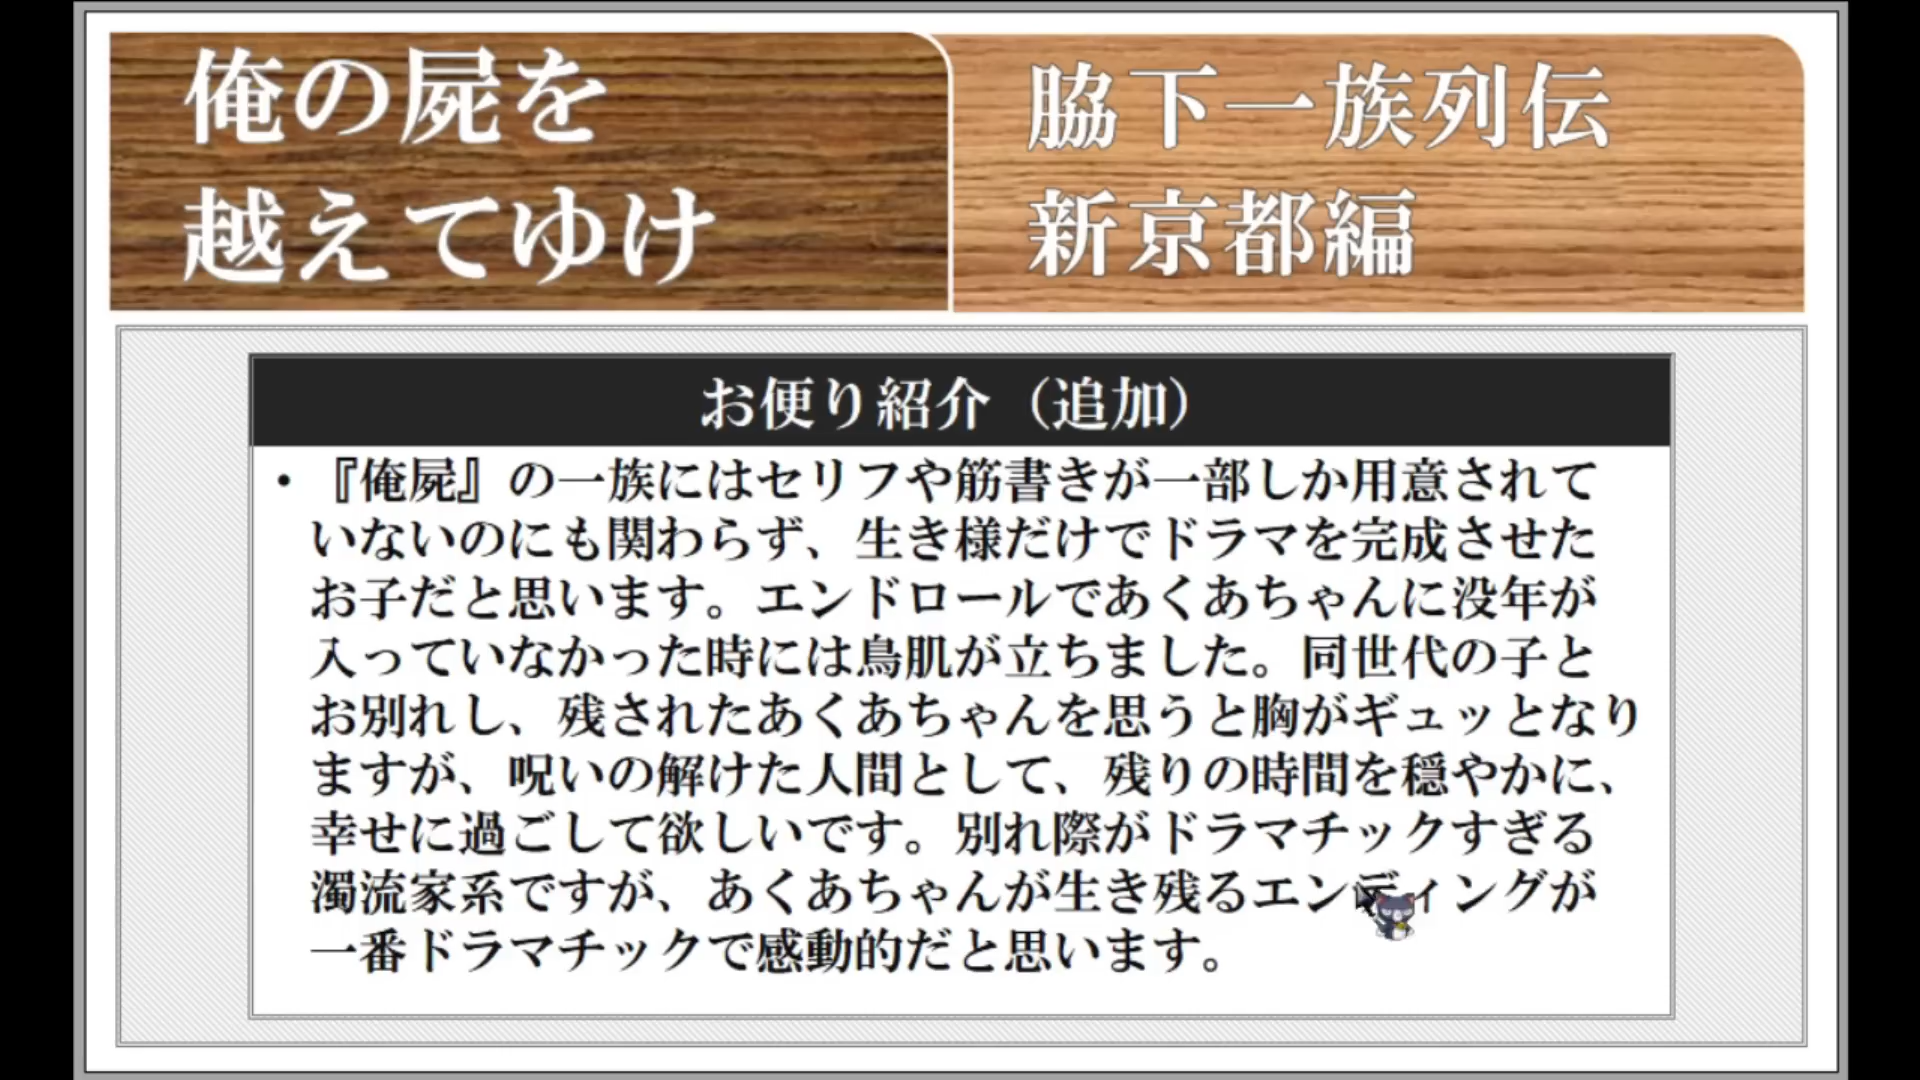 俺の屍を
越えてゆけ
脇下一族列伝
新京都編
お便り紹介（追加）
・『俺屍』の一族にはセリフや筋書きが一部しか用意されて
いないのにも関わらず、生き様だけでドラマを完成させた
お子だと思います。エンドロールであくあちゃんに没年が
入っていなかった時には鳥肌が立ちました。同世代の子と
お別れし、残されたあくあちゃんを思うと胸がギュッとなり
ますが、呪いの解けた人間として、残りの時間を穏やかに、
幸せに過ごして欲しいです。別れ際がドラマチックすぎる
濁流家系ですが、あくあちゃんが生き残るエンディングが
一番ドラマチックで感動的だと思います。